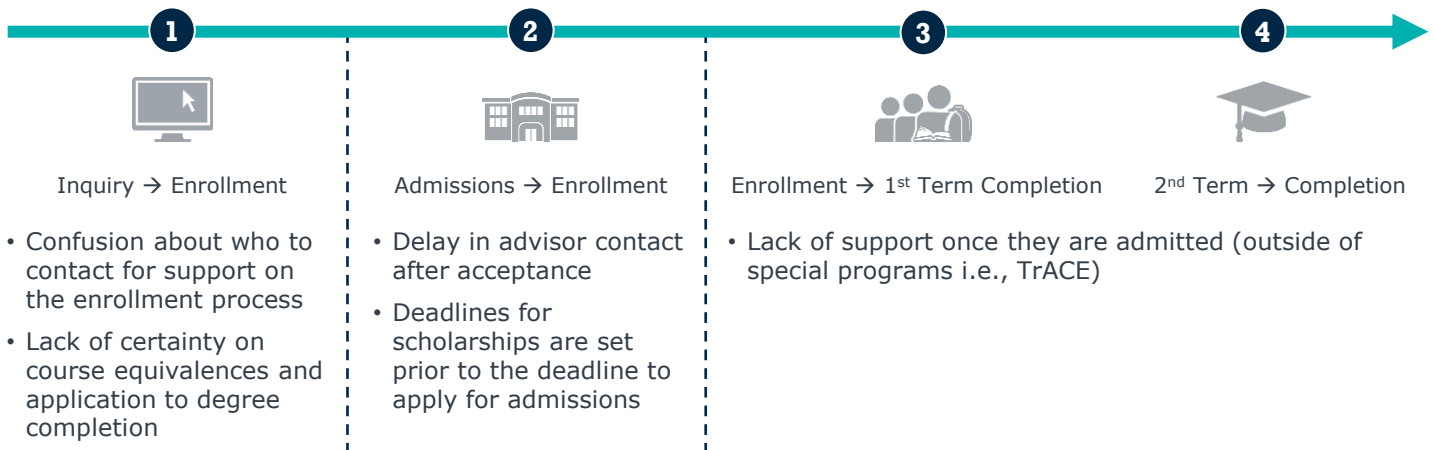 1
2
3
4
Inquiry → Enrollment
Admissions → Enrollment
Enrollment → 1st Term Completion
2nd Term → Completion
• Confusion about who to
contact for support on
the enrollment process
• Lack of certainty on
course equivalences and
application to degree
completion
• Delay in advisor contact
after acceptance
• Deadlines for
scholarships are set
prior to the deadline to
apply for admissions
• Lack of support once they are admitted (outside of
special programs i.e., TrACE)